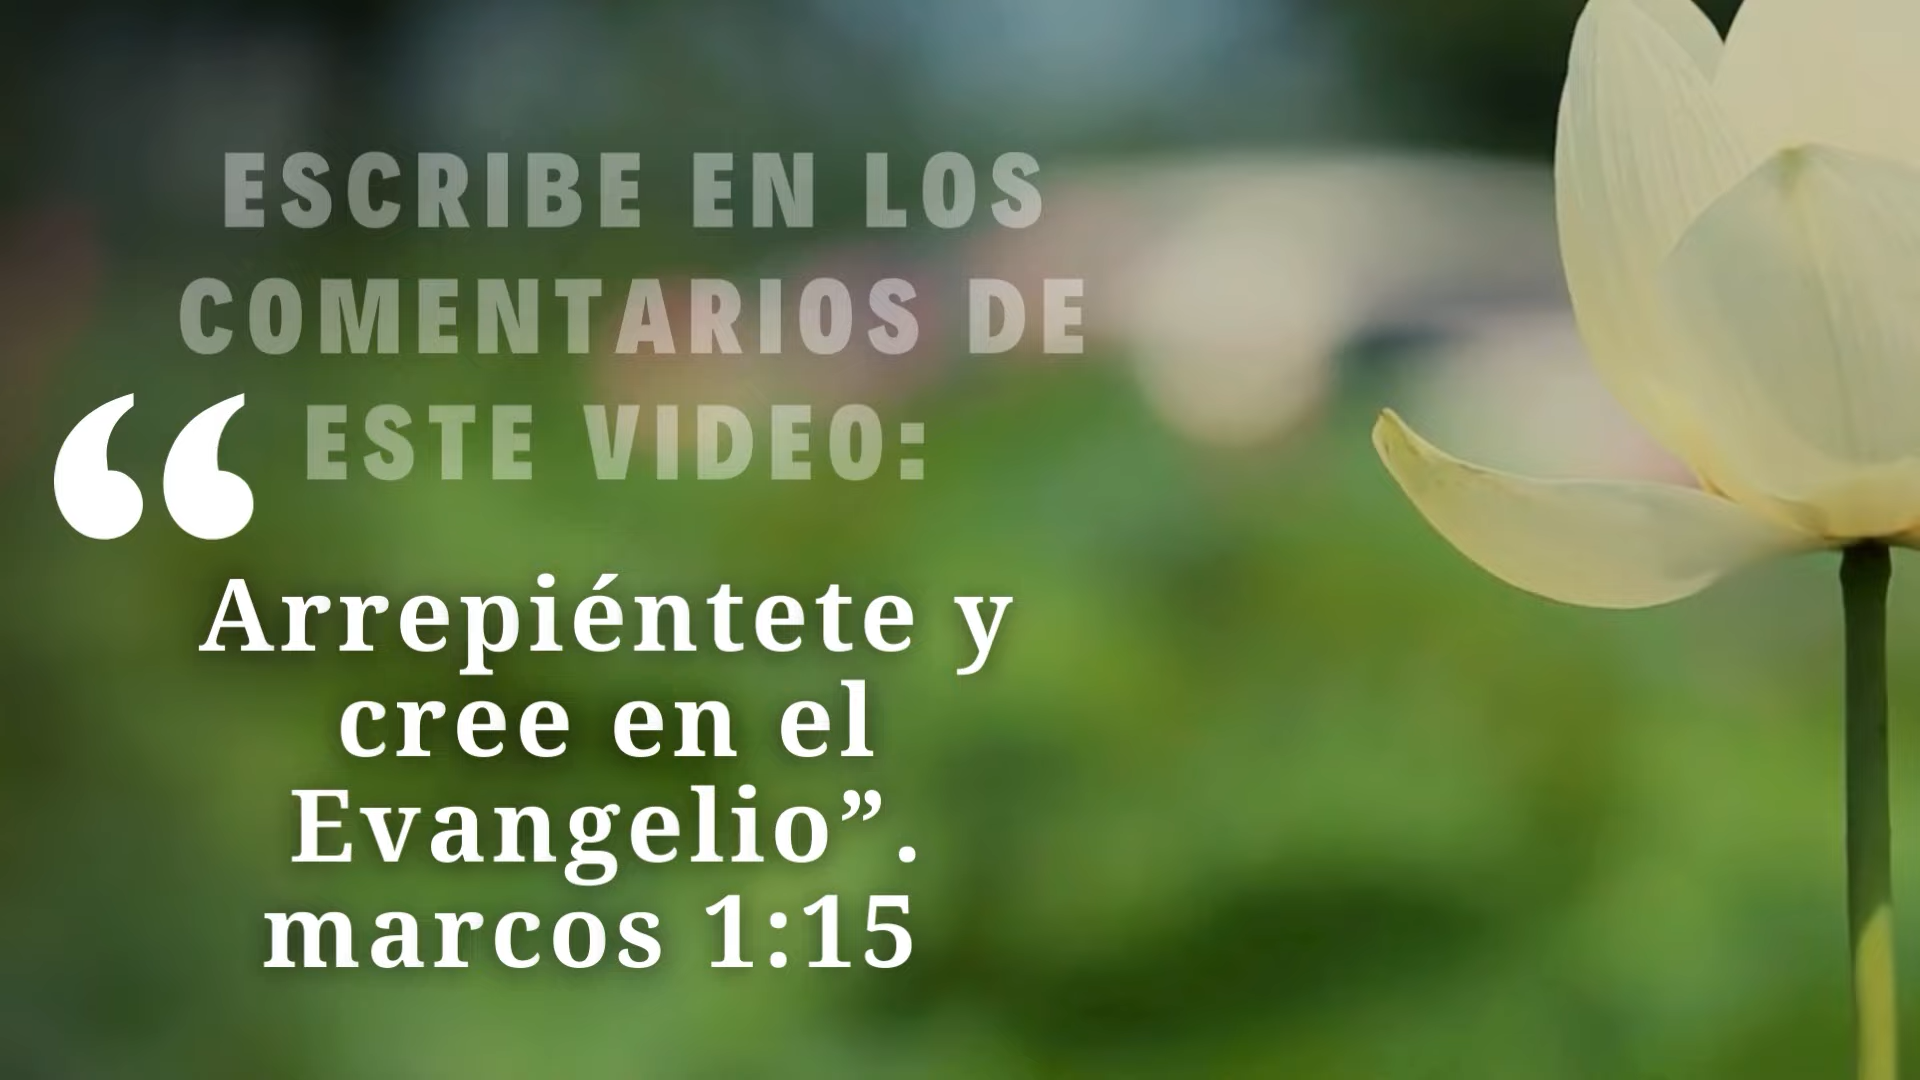 ESCRIBE EN LOS
COMENTARIOS DE
ESTE VIDEO:
“
Arrepiéntete y
cree en el
Evangelio”.
marcos 1:15